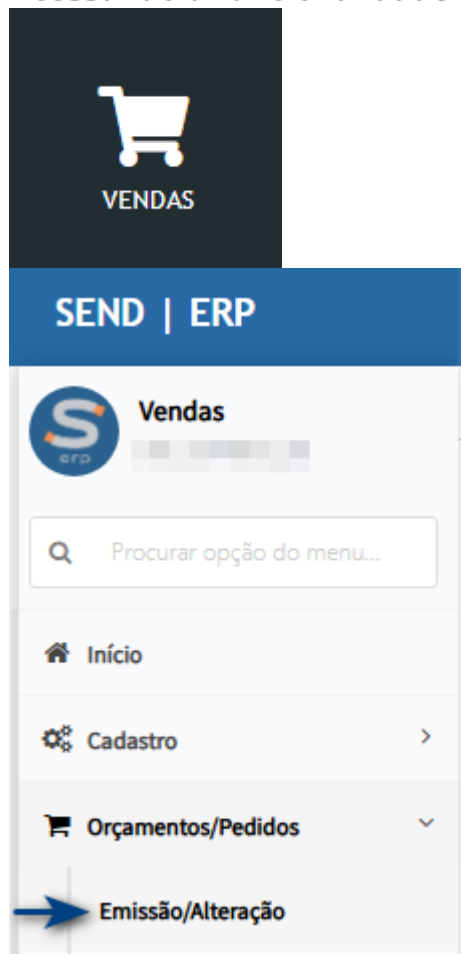 VENDAS
SEND | ERP
Vendas
S
erp
Procurar opção do menu...
Início
Cadastro
Orçamentos/Pedidos
Emissão/Alteração